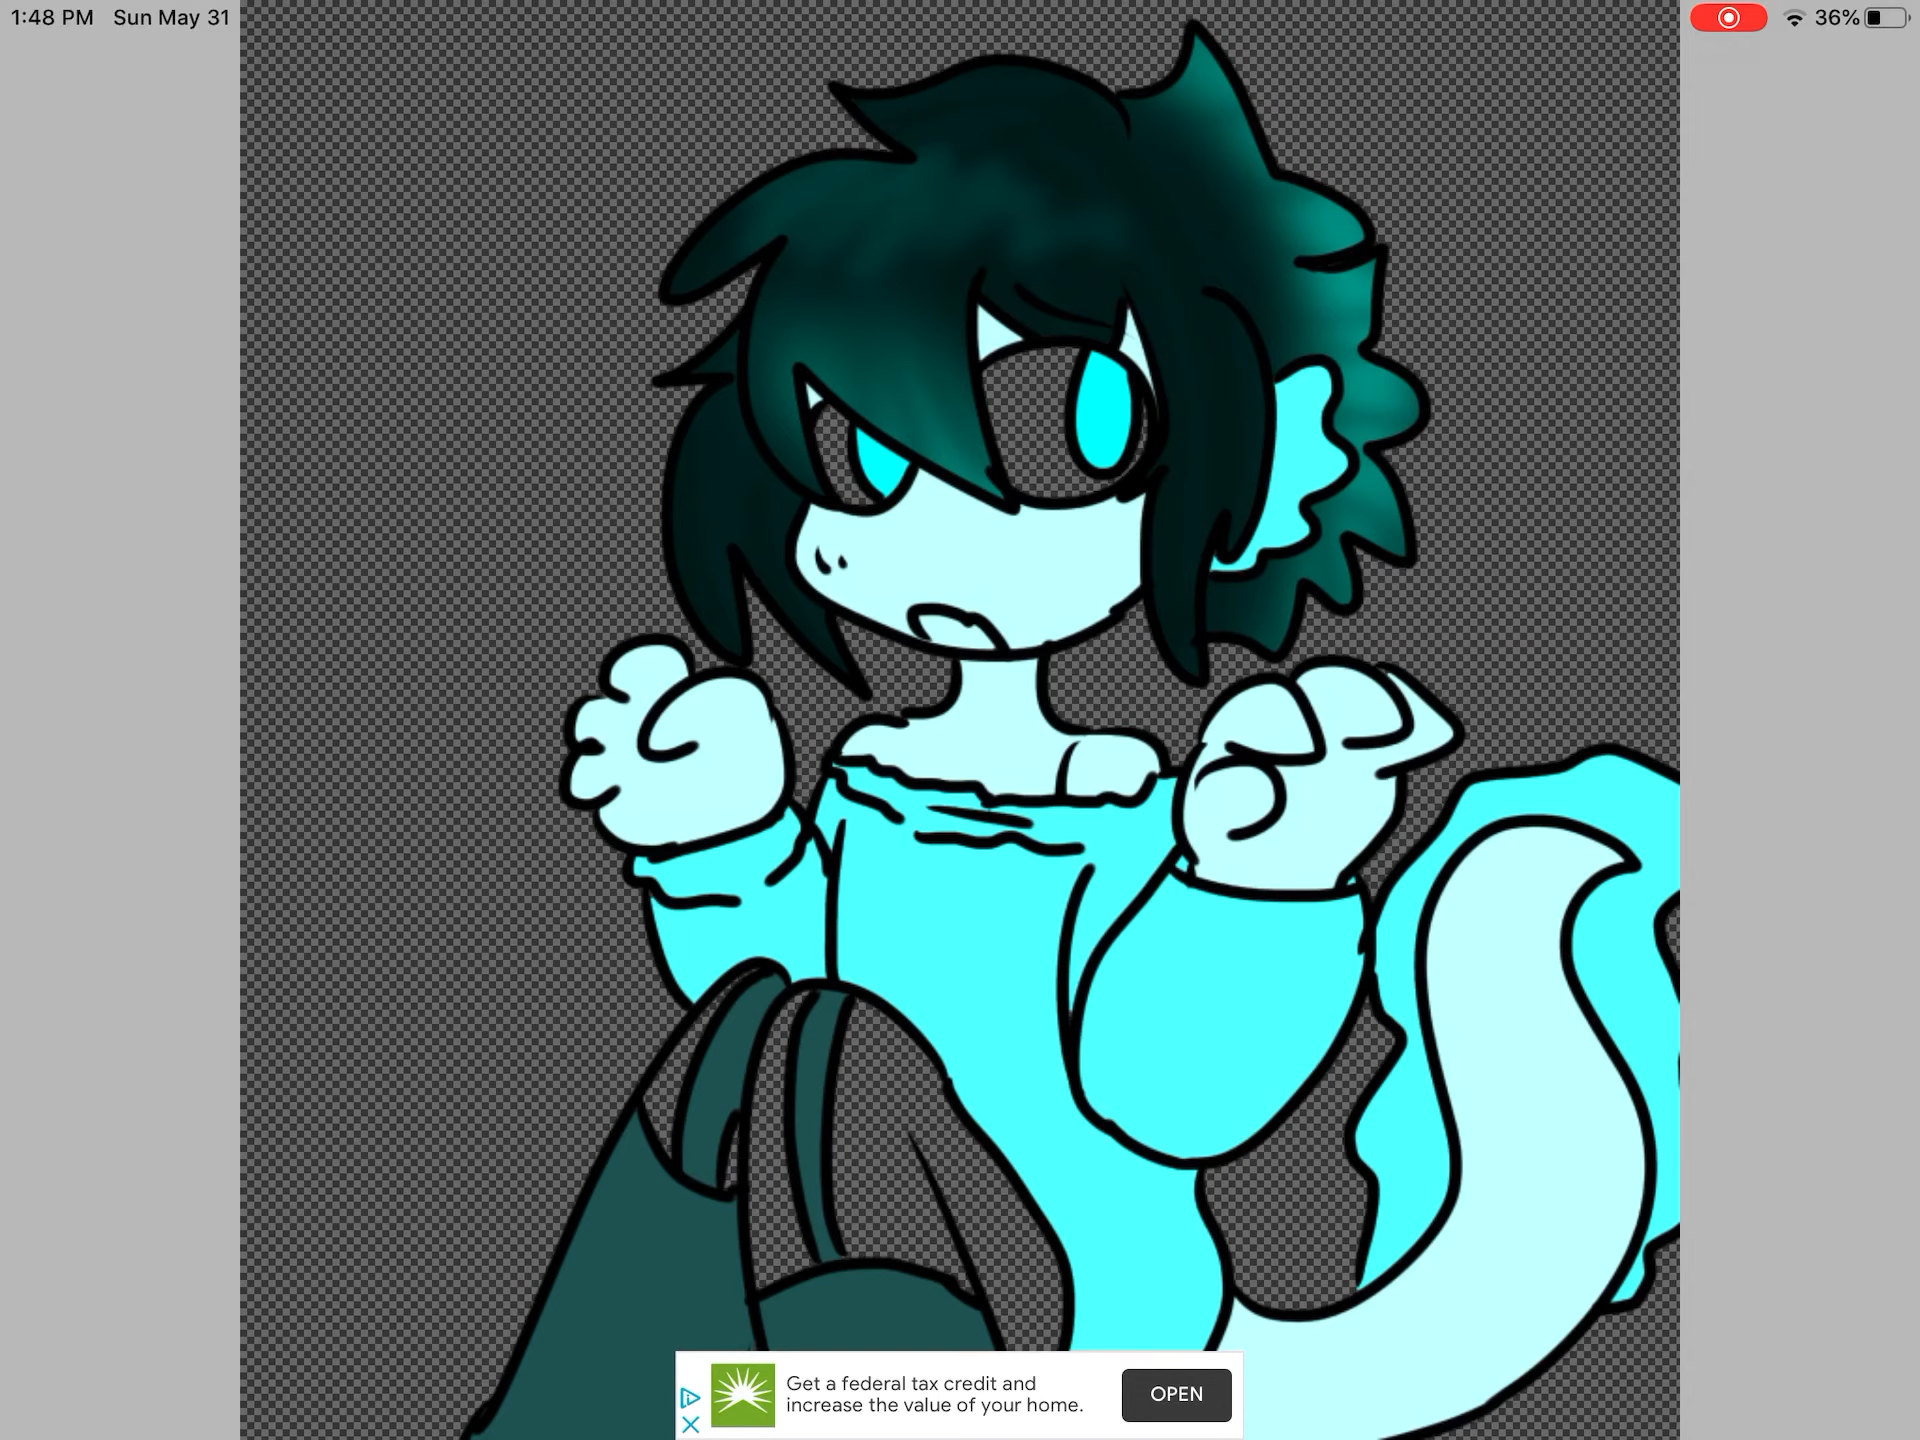 1:48 PM Sun May 31
36%
Get a federal tax credit and
increase the value of your home.
OPEN